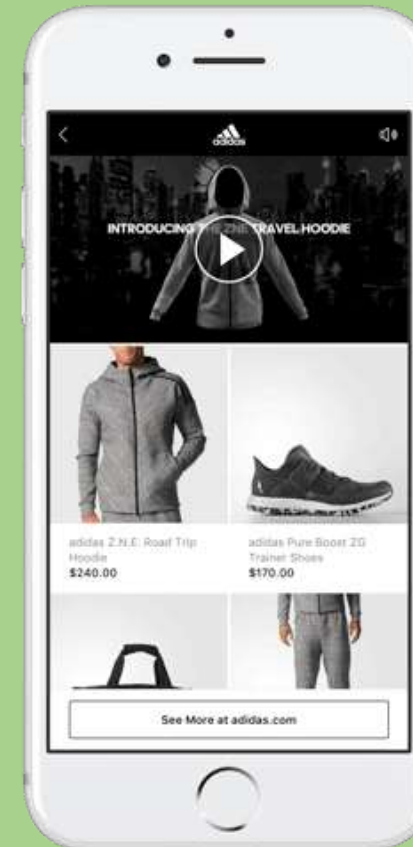 adidas
INTRODUCING THE ZNE TRAVEL HOODIE
adidas Z.N.E. Road Trip
Hoodie
$240.00
adidas Pure Boost ZG
Trainer Shoes
$170.00
See More at adidas.com